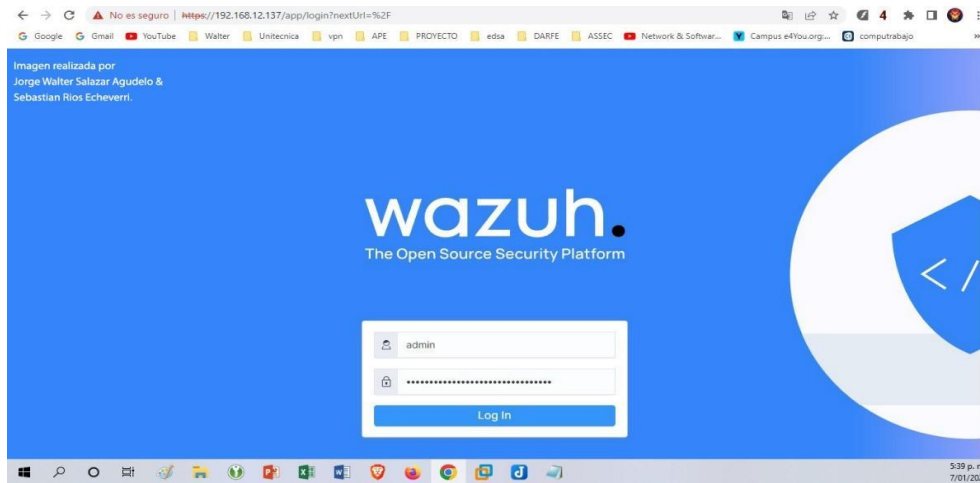 No es seguro | https://192.168.12.137/app/login?nextUrl=%2F
4
Google Gmail YouTube Walter Unitecnica vpn APE PROYECTO edsa DARFE ASSEC Network & Softwar... Campus e4You.org:... computrabajo
Imagen realizada por
Jorge Walter Salazar Agudelo &
Sebastian Rios Echeverri.
wazuh.
The Open Source Security Platform
</
admin
Log In
5:39 p. r
7/01/20